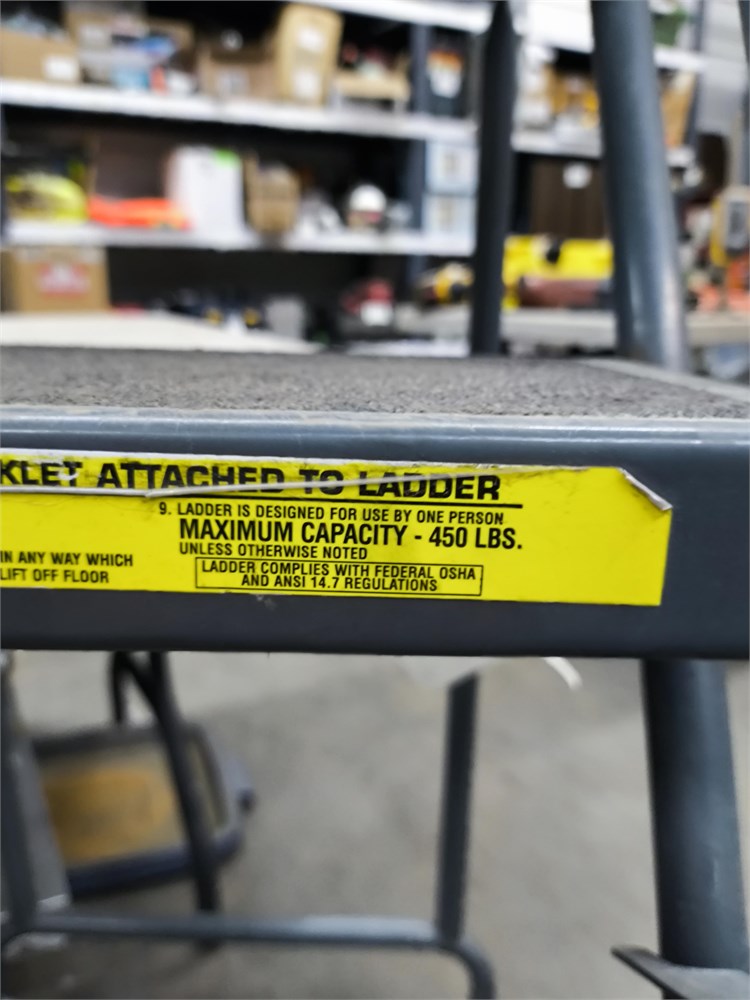 KLET ATTACHED TO LADDER
9. LADDER IS DESIGNED FOR USE BY ONE PERSON
MAXIMUM CAPACITY - 450 LBS.
UNLESS OTHERWISE NOTED
LADDER COMPLIES WITH FEDERAL OSHA
AND ANSI 14.7 REGULATIONS
IN ANY WAY WHICH
LIFT OFF FLOOR